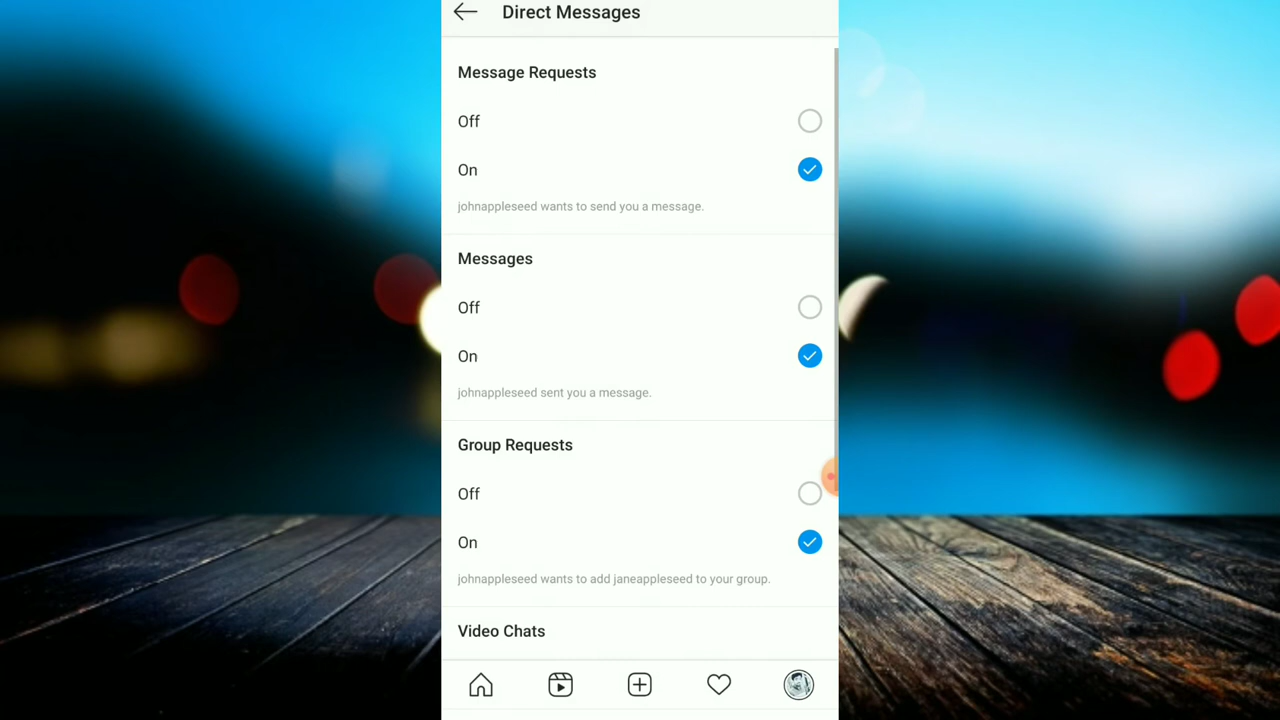 Direct Messages
Message Requests
Off
On
johnappleseed wants to send you a message.
Messages
Off
On
johnappleseed sent you a message.
Group Requests
Off
On
johnappleseed wants to add janeappleseed to your group.
Video Chats